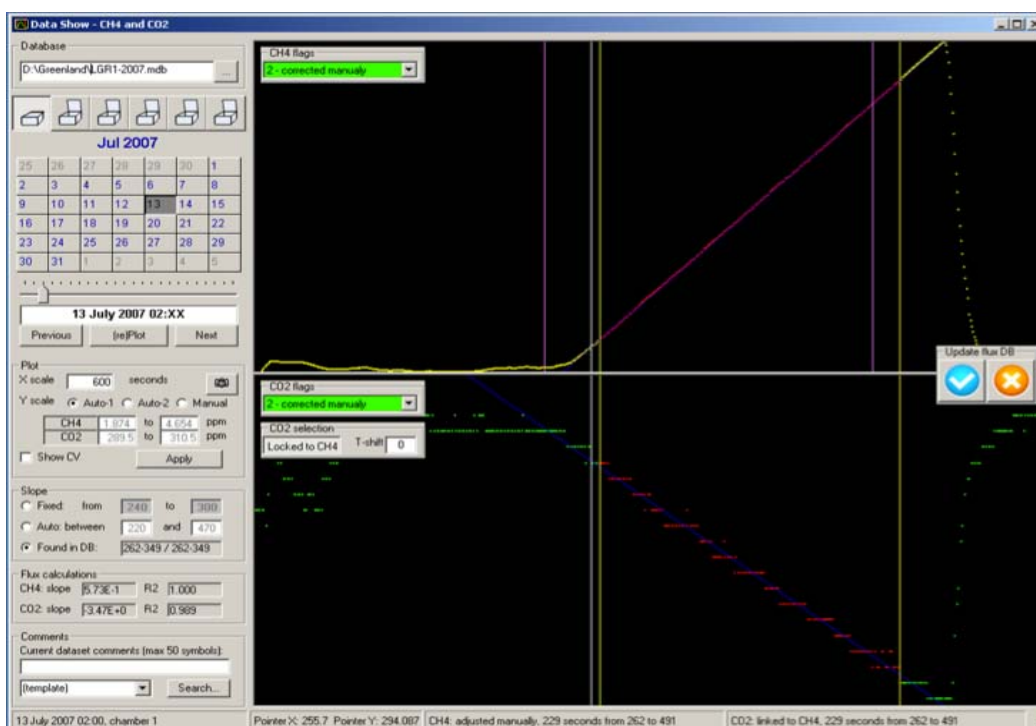 Data Show - CH4 and CO2
Database
D:\Greenland\LGR1-2007.mdb ...
Jul 2007
25 26 27 28 29 30 1
2 3 4 5 6 7 8
9 10 11 12 13 14 15
16 17 18 19 20 21 22
23 24 25 26 27 28 29
30 31 1 2 3 4 5
13 July 2007 02:XX
Previous (re)Plot Next
Plot
X scale 600 seconds
Y scale Auto-1 Auto-2 Manual
CH4 1.874 to 4.654 ppm
CO2 289.5 to 310.5 ppm
Show CV Apply
Slope
Fixed: from 240 to 300
Auto: between 220 and 470
Found in DB: 262-349 / 262-349
Flux calculations
CH4: slope 5.73E-1 R2 1.000
CO2: slope -3.47E+0 R2 0.989
Comments
Current dataset comments (max 50 symbols):
(template) Search...
13 July 2007 02:00, chamber 1
CH4 flags
2 - corrected manualy
CO2 flags
2 - corrected manualy
CO2 selection
Locked to CH4 T-shift 0
Update flux DB
Pointer X: 255.7 Pointer Y: 294.087
CH4: adjusted manually, 229 seconds from 262 to 491
CO2: linked to CH4, 229 seconds from 262 to 491